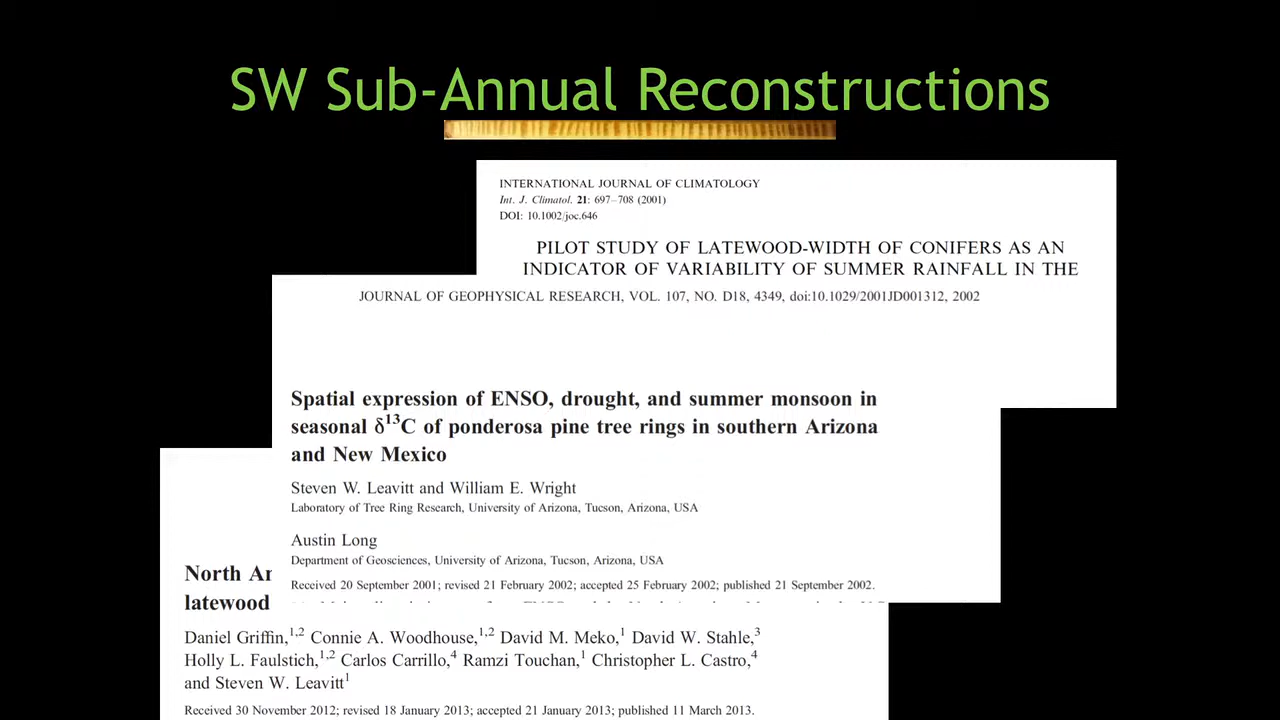 SW Sub-Annual Reconstructions
INTERNATIONAL JOURNAL OF CLIMATOLOGY
Int. J. Climatol. 21: 697–708 (2001)
DOI: 10.1002/joc.646
PILOT STUDY OF LATEWOOD-WIDTH OF CONIFERS AS AN
INDICATOR OF VARIABILITY OF SUMMER RAINFALL IN THE
JOURNAL OF GEOPHYSICAL RESEARCH, VOL. 107, NO. D18, 4349, doi:10.1029/2001JD001312, 2002
Spatial expression of ENSO, drought, and summer monsoon in
seasonal δ¹³C of ponderosa pine tree rings in southern Arizona
and New Mexico
Steven W. Leavitt and William E. Wright
Laboratory of Tree Ring Research, University of Arizona, Tucson, Arizona, USA
Austin Long
Department of Geosciences, University of Arizona, Tucson, Arizona, USA
Received 20 September 2001; revised 21 February 2002; accepted 25 February 2002; published 21 September 2002.
North
latewood
Daniel Griffin,¹,² Connie A. Woodhouse,¹,² David M. Meko,¹ David W. Stahle,³
Holly L. Faulstich,¹,² Carlos Carrillo,⁴ Ramzi Touchan,¹ Christopher L. Castro,⁴
and Steven W. Leavitt¹
Received 30 November 2012; revised 18 January 2013; accepted 21 January 2013; published 11 March 2013.